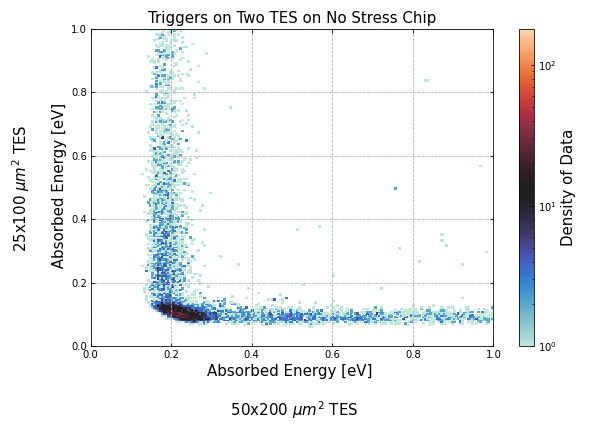 Triggers on Two TES on No Stress Chip
25x100 μm² TES
Absorbed Energy [eV]
1.0
0.8
0.6
0.4
0.2
0.0
0.0 0.2 0.4 0.6 0.8 1.0
Absorbed Energy [eV]
50x200 μm² TES
10²
10¹
10⁰
Density of Data